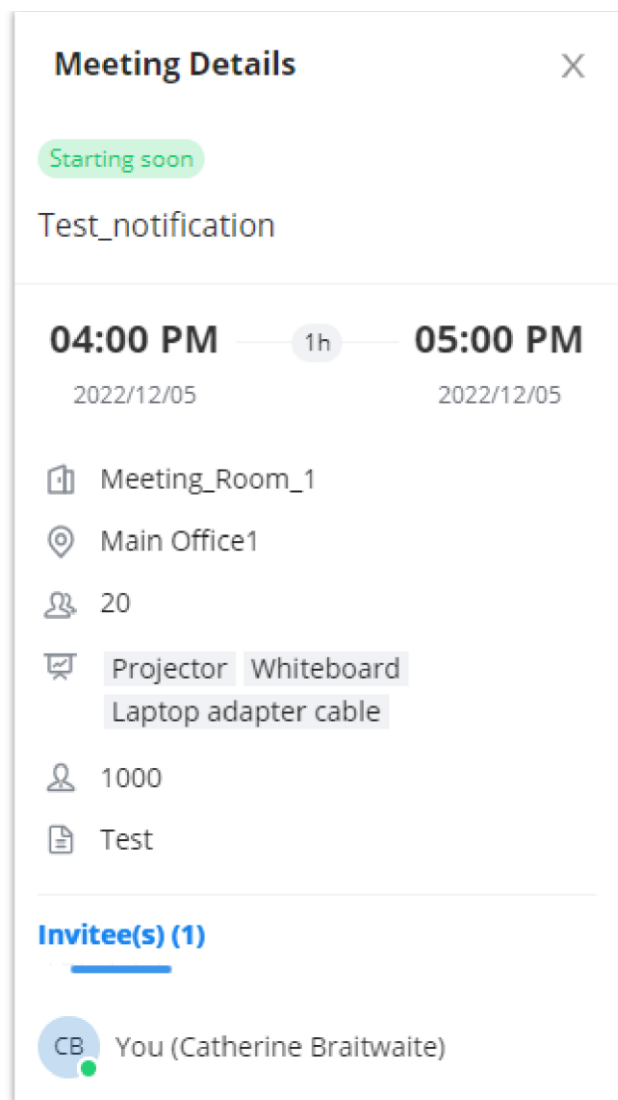 Meeting Details
Starting soon
Test_notification
04:00 PM 1h 05:00 PM
2022/12/05 2022/12/05
Meeting_Room_1
Main Office1
20
Projector Whiteboard
Laptop adapter cable
1000
Test
Invitee(s) (1)
CB You (Catherine Braitwaite)